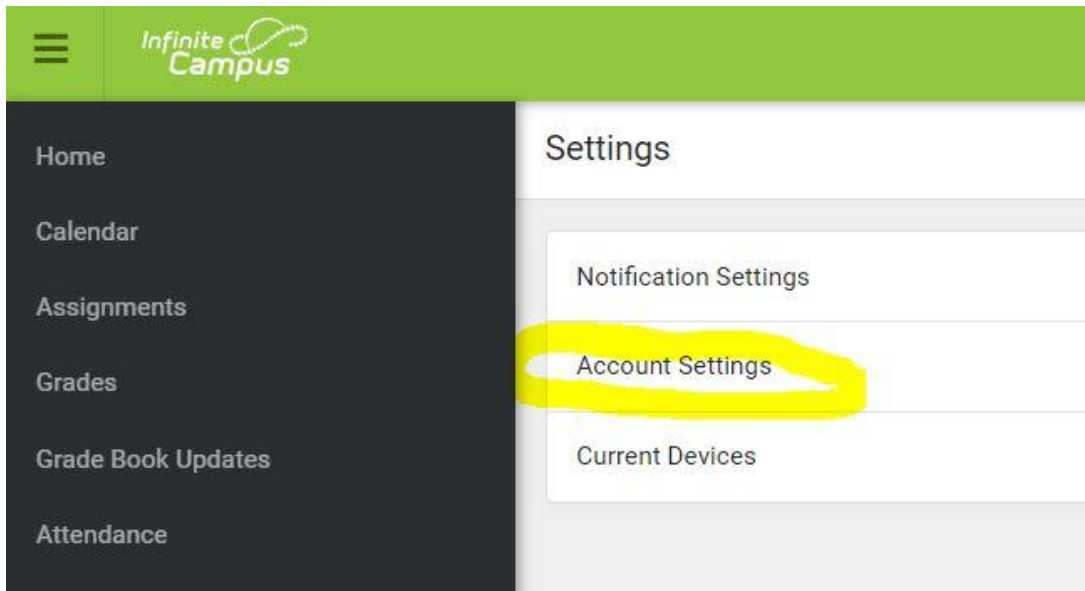 Infinite
Campus
Home
Calendar
Assignments
Grades
Grade Book Updates
Attendance
Settings
Notification Settings
Account Settings
Current Devices